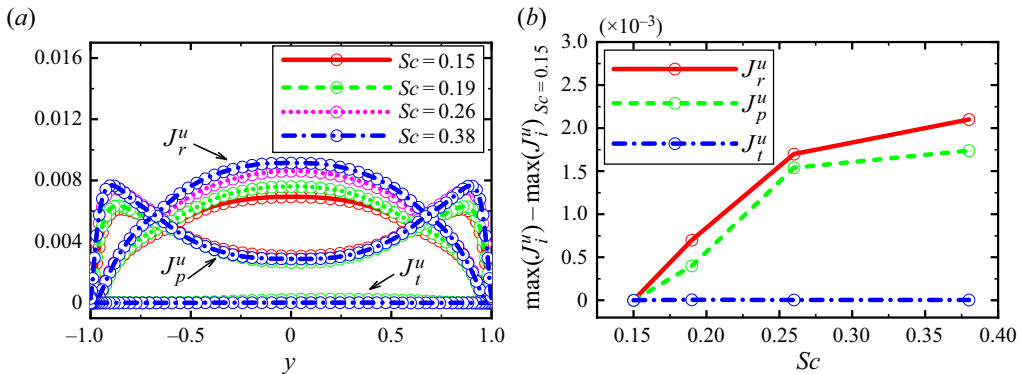 (a)
0.016
0.012
0.008
0.004
0
−1.0
−0.5
0
0.5
1.0
y
Sc = 0.15
Sc = 0.19
Sc = 0.26
Sc = 0.38
J_r^u
J_p^u
J_t^u
(b)
(×10⁻³)
3.0
2.5
2.0
1.5
1.0
0.5
0
0.15
0.20
0.25
0.30
0.35
0.40
Sc
max(J_i^u) – max(J_i^u)_{Sc = 0.15}
J_r^u
J_p^u
J_t^u